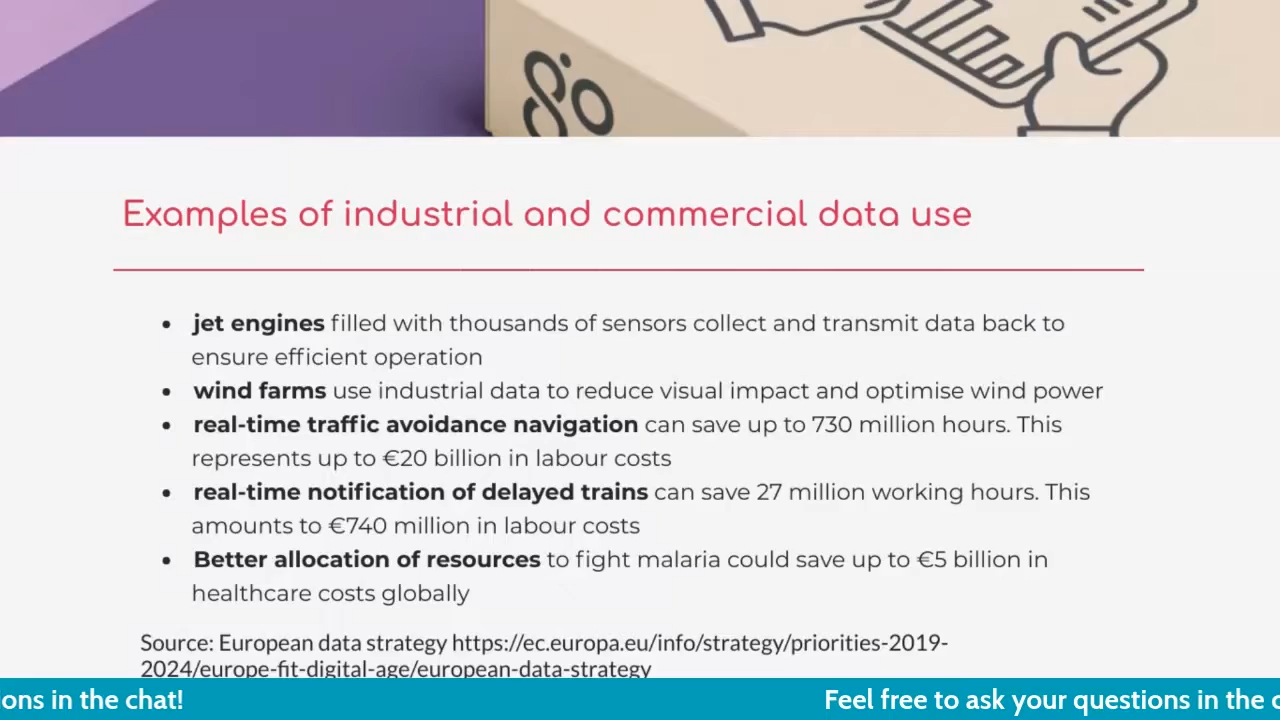 Examples of industrial and commercial data use
• jet engines filled with thousands of sensors collect and transmit data back to
ensure efficient operation
• wind farms use industrial data to reduce visual impact and optimise wind power
• real-time traffic avoidance navigation can save up to 730 million hours. This
represents up to €20 billion in labour costs
• real-time notification of delayed trains can save 27 million working hours. This
amounts to €740 million in labour costs
• Better allocation of resources to fight malaria could save up to €5 billion in
healthcare costs globally
Source: European data strategy https://ec.europa.eu/info/strategy/priorities-2019-
2024/europe-fit-digital-age/european-data-strategy
ions in the chat! Feel free to ask your questions in the